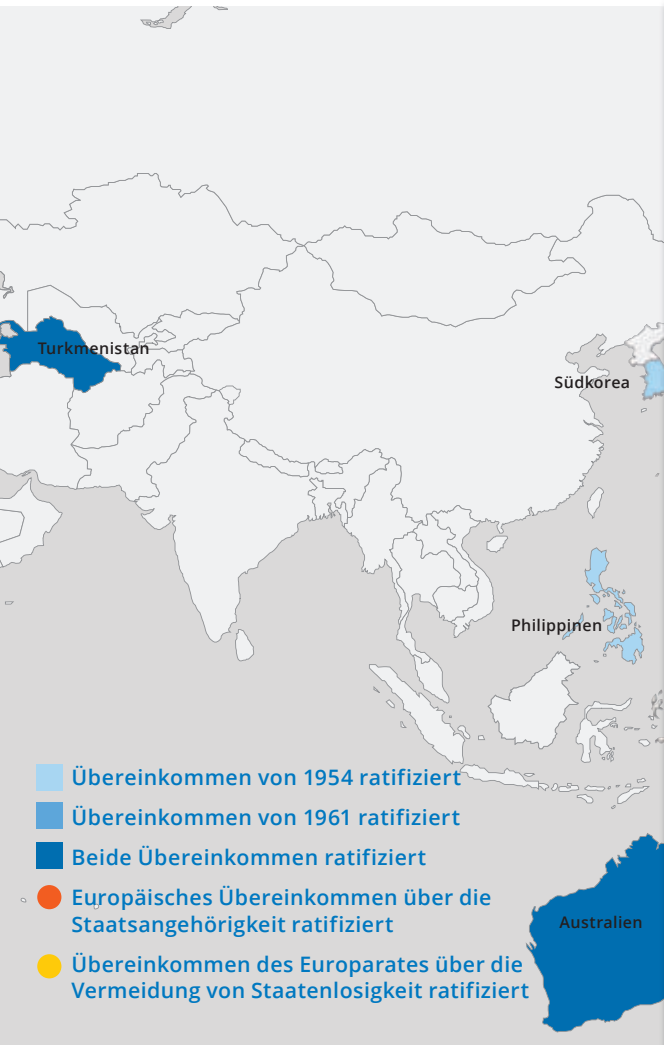 Turkmenistan
Südkorea
Philippinen
Übereinkommen von 1954 ratifiziert
Übereinkommen von 1961 ratifiziert
Beide Übereinkommen ratifiziert
Europäisches Übereinkommen über die
Staatsangehörigkeit ratifiziert
Australien
Übereinkommen des Europarates über die
Vermeidung von Staatenlosigkeit ratifiziert